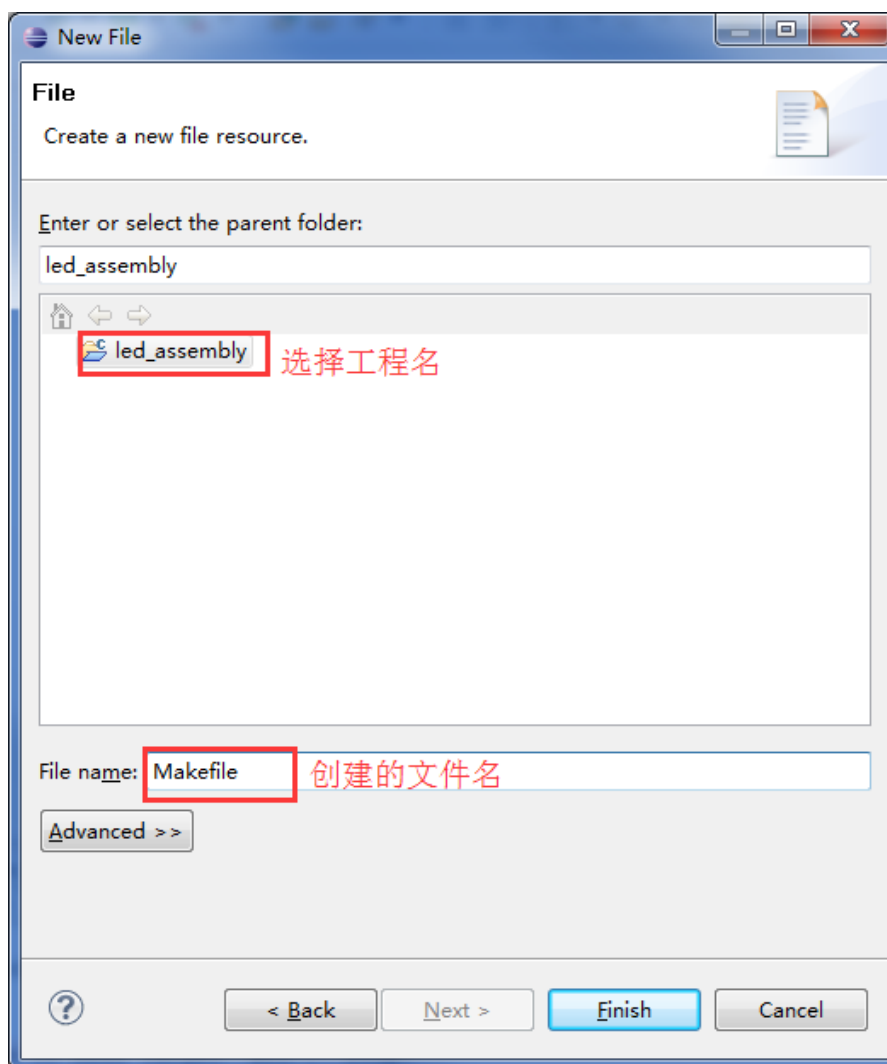 New File
File
Create a new file resource.
Enter or select the parent folder:
led_assembly
led_assembly 选择工程名
File name: Makefile 创建的文件名
Advanced >>
< Back Next > Finish Cancel